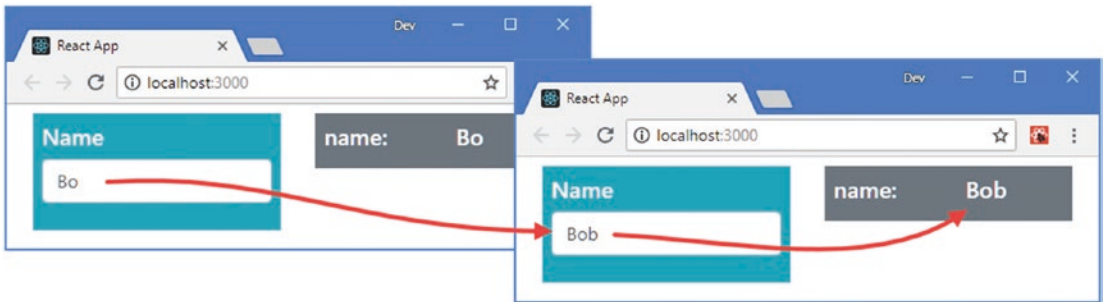 Dev
React App
localhost:3000
Name
name: Bo
Bo
Dev
React App
localhost:3000
Name
name: Bob
Bob